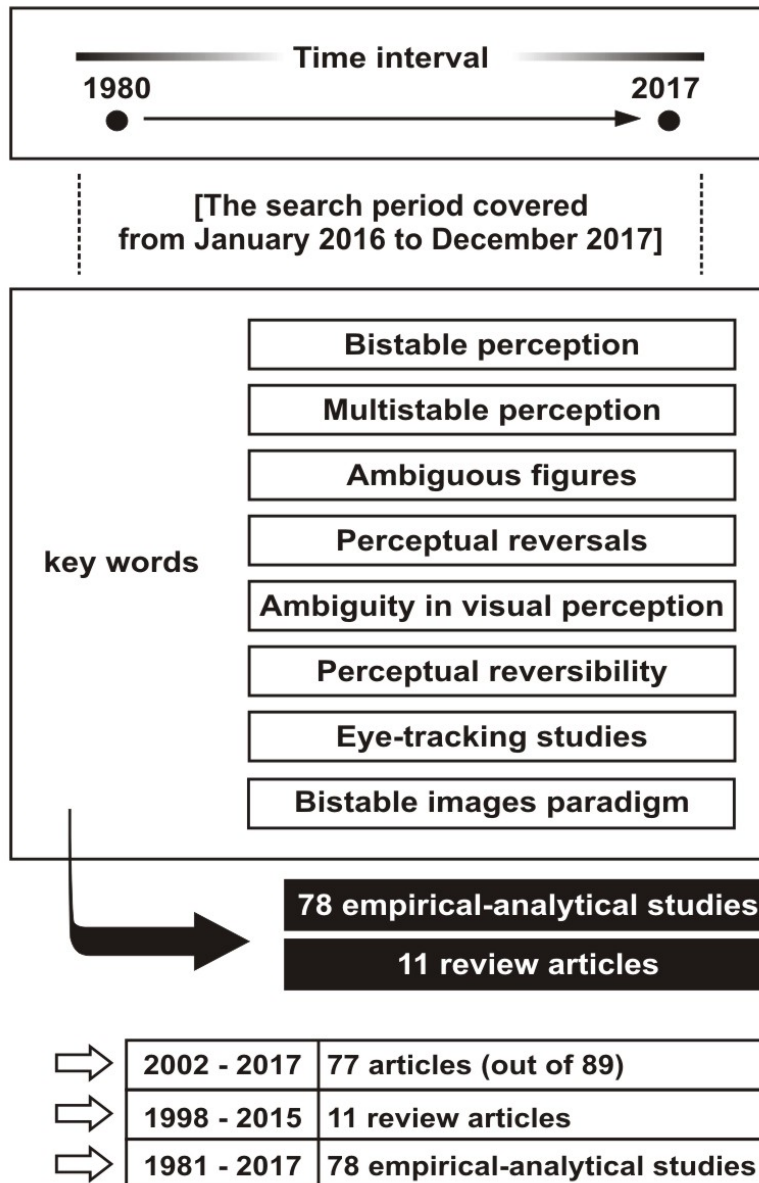 Time interval
1980 2017
[The search period covered
from January 2016 to December 2017]
key words
Bistable perception
Multistable perception
Ambiguous figures
Perceptual reversals
Ambiguity in visual perception
Perceptual reversibility
Eye-tracking studies
Bistable images paradigm
78 empirical-analytical studies
11 review articles
2002 - 2017 77 articles (out of 89)
1998 - 2015 11 review articles
1981 - 2017 78 empirical-analytical studies